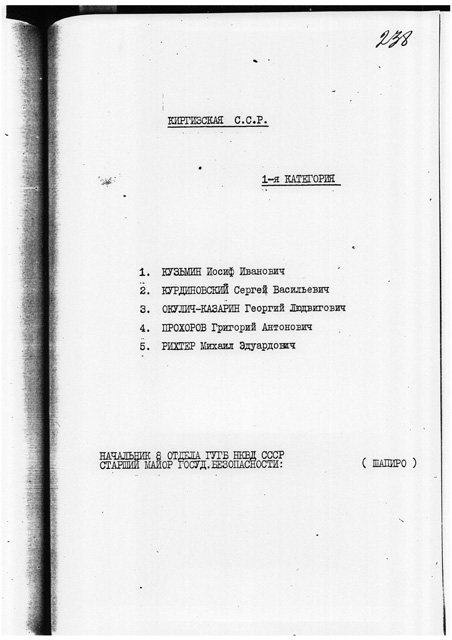 238
КИРГИЗСКАЯ С.С.Р.
1-я КАТЕГОРИЯ
1. КУЗЬМИН Иосиф Иванович
2. КУРДИНОВСКИЙ Сергей Васильевич
3. ОКУЛИЧ-КАЗАРИН Георгий Людвигович
4. ПРОХОРОВ Григорий Антонович
5. РИХТЕР Михаил Эдуардович
НАЧАЛЬНИК 8 ОТДЕЛА ГУГБ НКВД СССР
СТАРШИЙ МАЙОР ГОСУД.БЕЗОПАСНОСТИ: ( ШАПИРО )